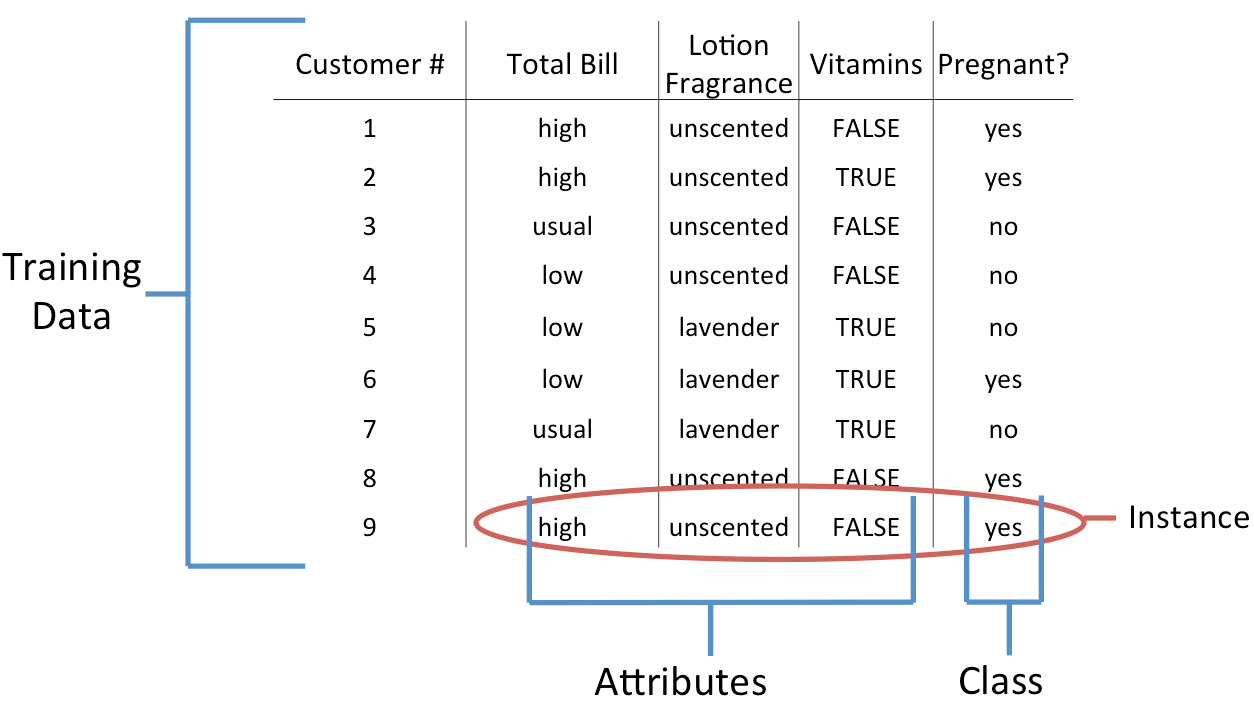 Customer # Total Bill Lotion Fragrance Vitamins Pregnant?
1 high unscented FALSE yes
2 high unscented TRUE yes
3 usual unscented FALSE no
4 low unscented FALSE no
5 low lavender TRUE no
6 low lavender TRUE yes
7 usual lavender TRUE no
8 high unscented FALSE yes
9 high unscented FALSE yes
Training
Data
Instance
Attributes
Class